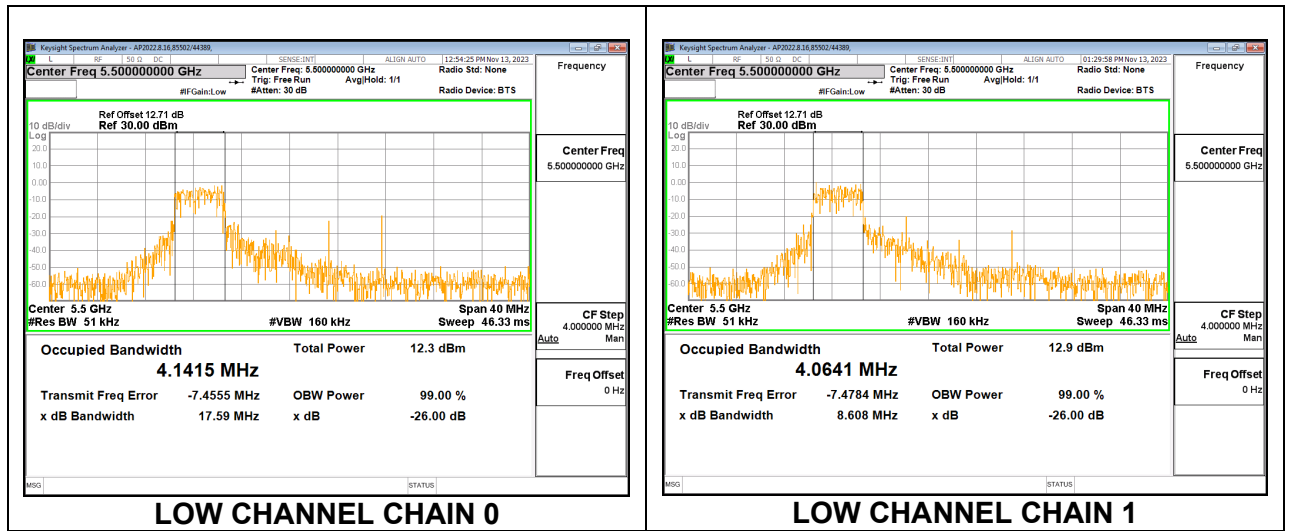 Keysight Spectrum Analyzer - AP2022.8.16,85502/44389,
L RF 50 Ω DC SENSE:INT ALIGN AUTO 12:54:25 PM Nov 13, 2023
Center Freq 5.500000000 GHz Center Freq: 5.500000000 GHz Radio Std: None Frequency
Trig: Free Run Avg|Hold: 1/1
#IFGain:Low #Atten: 30 dB Radio Device: BTS
Ref Offset 12.71 dB
10 dB/div Ref 30.00 dBm
Log
20.0
10.0
0.00
-10.0
-20.0
-30.0
-40.0
-50.0
-60.0
Center Freq
5.500000000 GHz
Center 5.5 GHz Span 40 MHz
#Res BW 51 kHz #VBW 160 kHz Sweep 46.33 ms
CF Step
4.000000 MHz
Auto Man
Occupied Bandwidth Total Power 12.3 dBm
4.1415 MHz
Freq Offset
0 Hz
Transmit Freq Error -7.4555 MHz OBW Power 99.00 %
x dB Bandwidth 17.59 MHz x dB -26.00 dB
MSG STATUS
LOW CHANNEL CHAIN 0
Keysight Spectrum Analyzer - AP2022.8.16,85502/44389,
L RF 50 Ω DC SENSE:INT ALIGN AUTO 01:29:58 PM Nov 13, 2023
Center Freq 5.500000000 GHz Center Freq: 5.500000000 GHz Radio Std: None Frequency
Trig: Free Run Avg|Hold: 1/1
#IFGain:Low #Atten: 30 dB Radio Device: BTS
Ref Offset 12.71 dB
10 dB/div Ref 30.00 dBm
Log
20.0
10.0
0.00
-10.0
-20.0
-30.0
-40.0
-50.0
-60.0
Center Freq
5.500000000 GHz
Center 5.5 GHz Span 40 MHz
#Res BW 51 kHz #VBW 160 kHz Sweep 46.33 ms
CF Step
4.000000 MHz
Auto Man
Occupied Bandwidth Total Power 12.9 dBm
4.0641 MHz
Freq Offset
0 Hz
Transmit Freq Error -7.4784 MHz OBW Power 99.00 %
x dB Bandwidth 8.608 MHz x dB -26.00 dB
MSG STATUS
LOW CHANNEL CHAIN 1